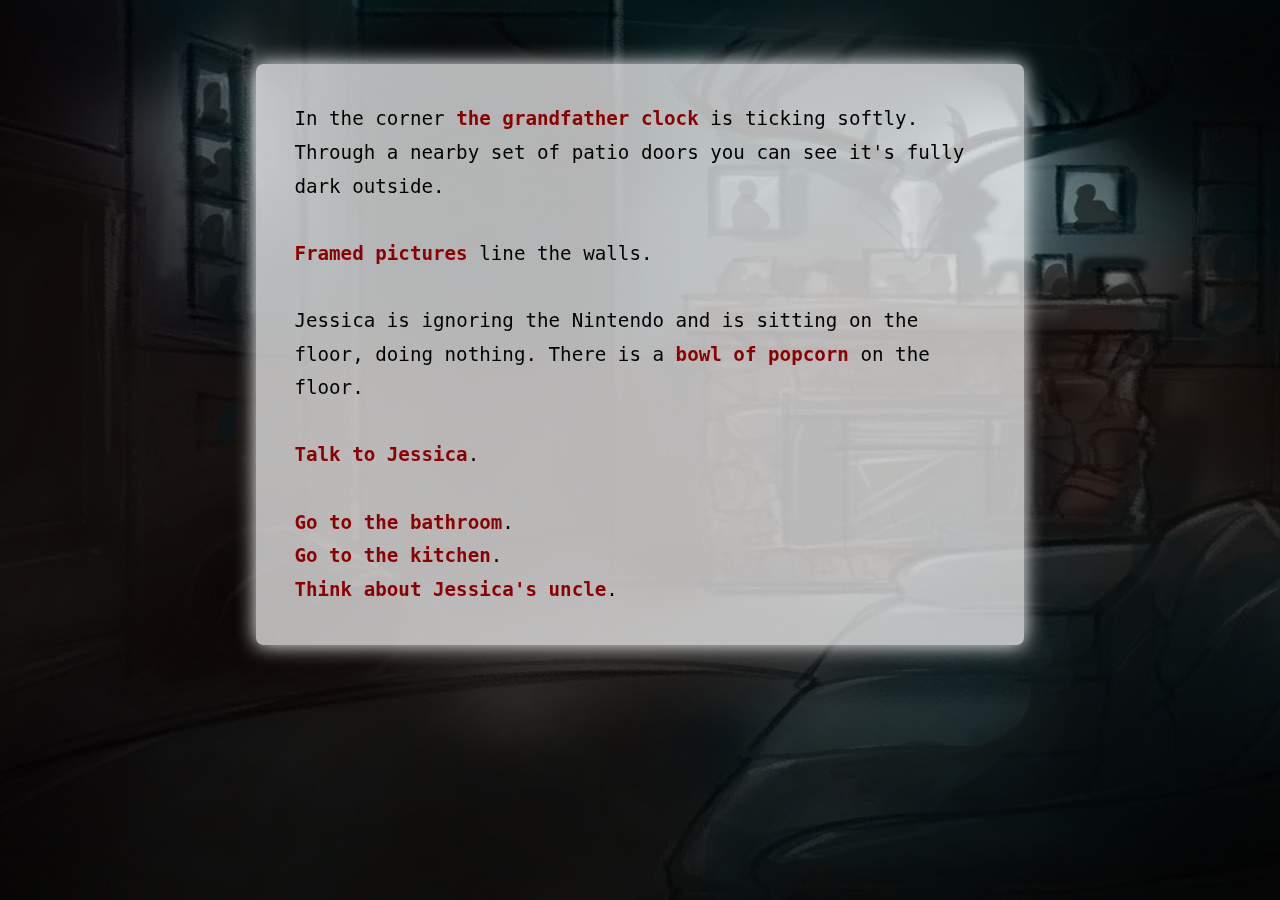 In the corner the grandfather clock is ticking softly.
Through a nearby set of patio doors you can see it's fully
dark outside.
Framed pictures line the walls.
Jessica is ignoring the Nintendo and is sitting on the
floor, doing nothing. There is a bowl of popcorn on the
floor.
Talk to Jessica.
Go to the bathroom.
Go to the kitchen.
Think about Jessica's uncle.